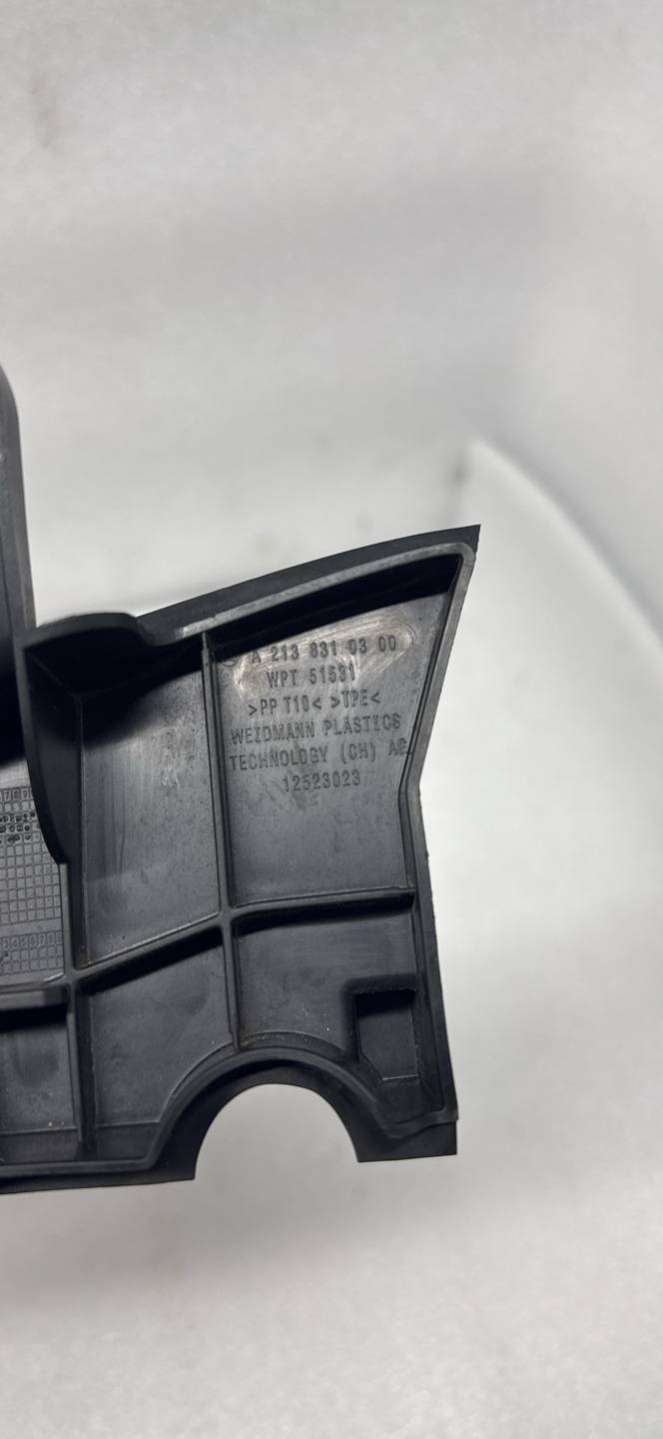 A 213 831 03 00
WPT 51531
>PP T10< >TPE<
WEIDMANN PLASTICS
TECHNOLOGY (CH) AG
12523023